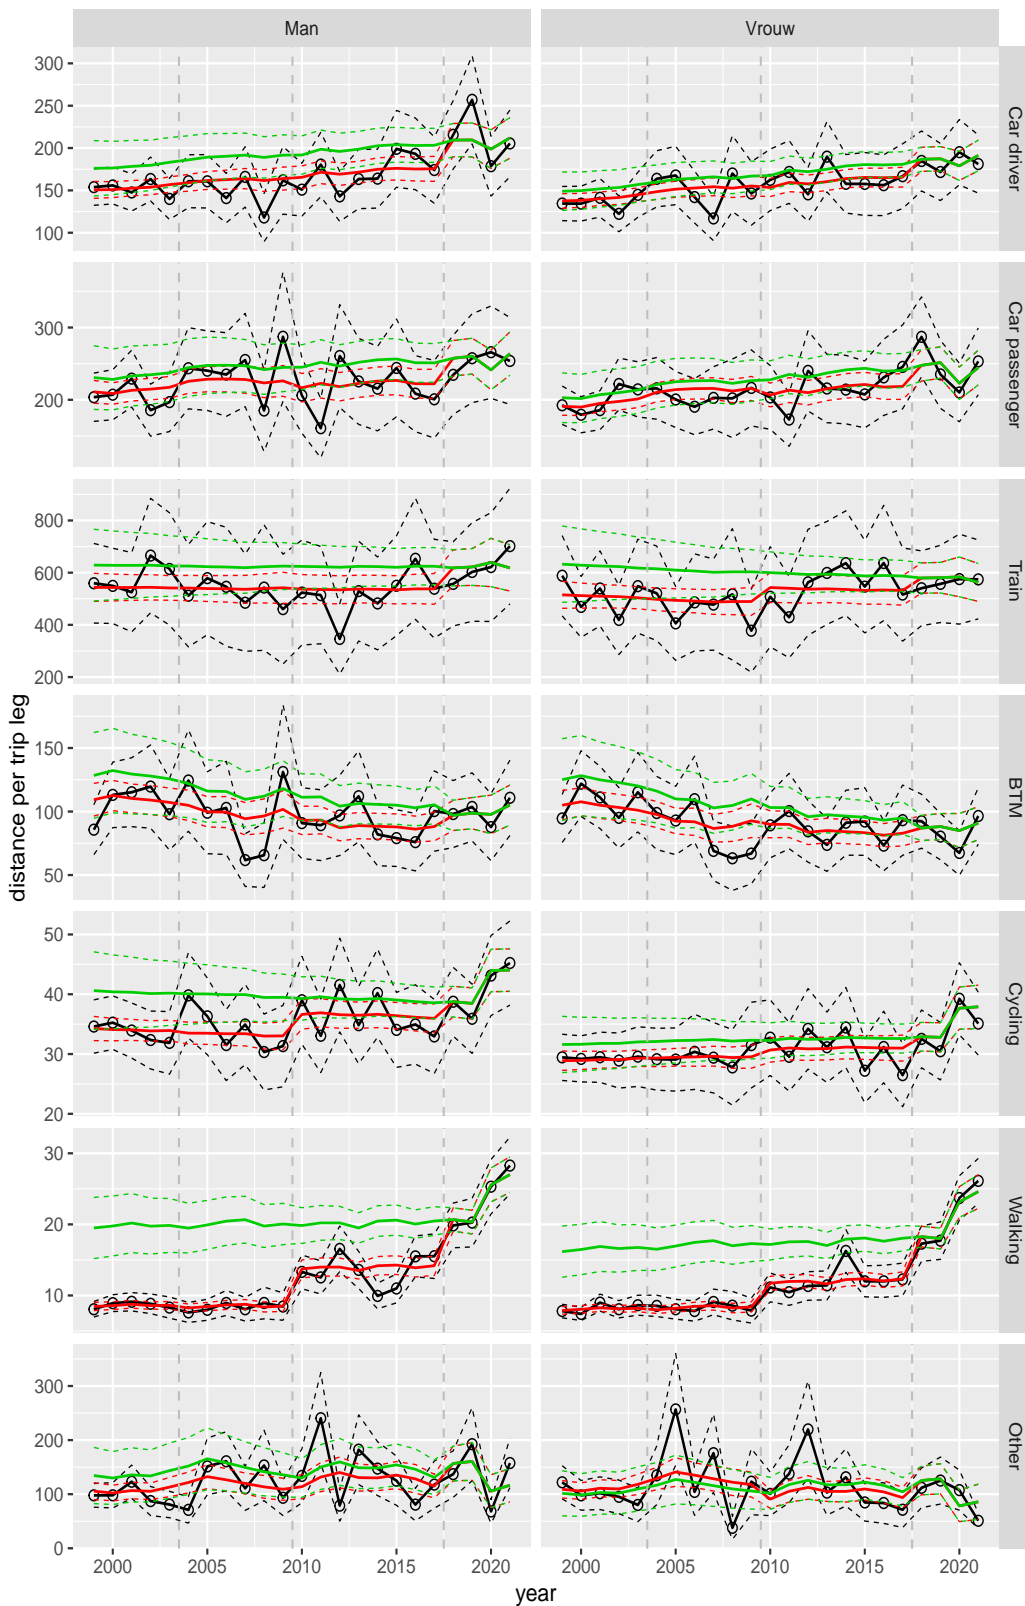 Man Vrouw
300
250
200
150
100
Car driver
300
200
Car passenger
800
600
400
200
Train
150
100
50
BTM
50
40
30
20
Cycling
30
20
10
Walking
300
200
100
0
Other
2000 2005 2010 2015 2020 2000 2005 2010 2015 2020
year
distance per trip leg